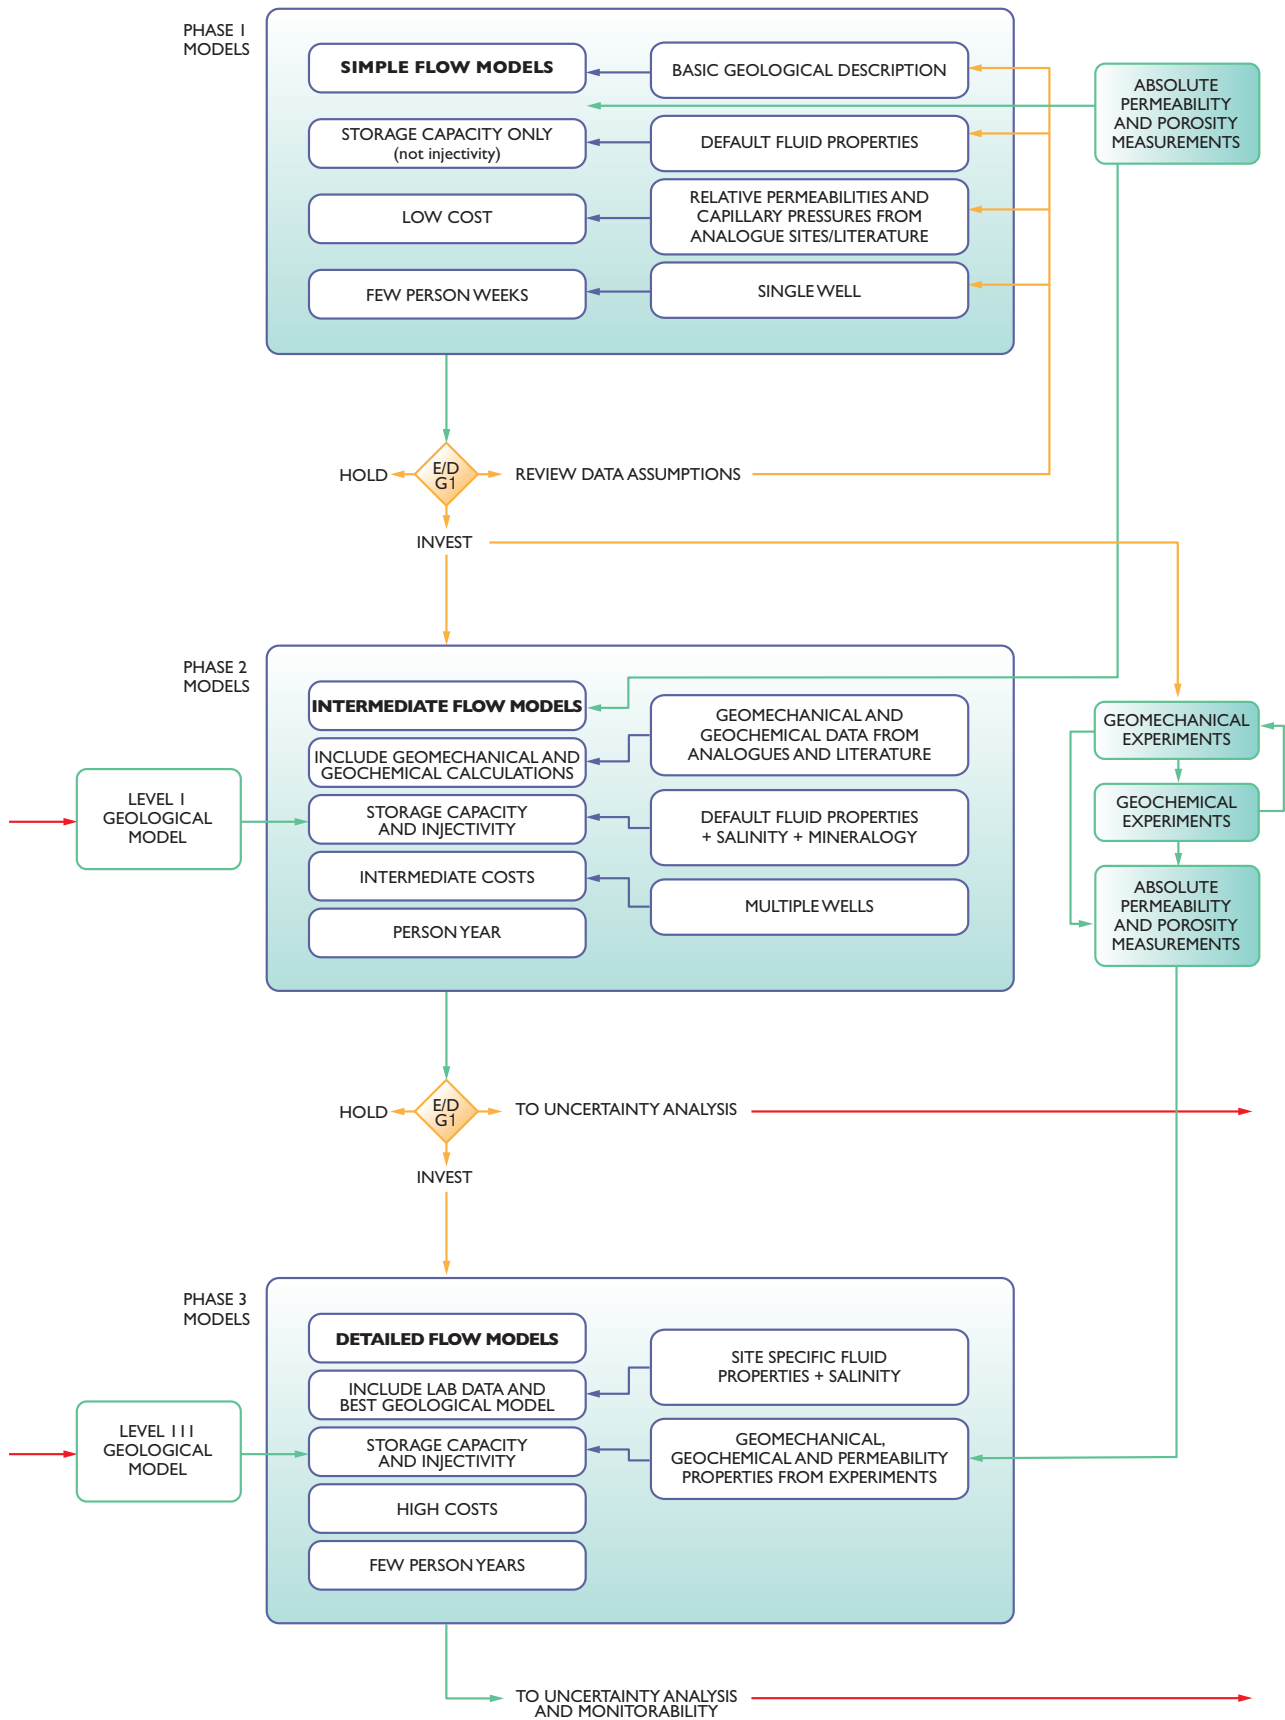 PHASE 1
MODELS
SIMPLE FLOW MODELS
BASIC GEOLOGICAL DESCRIPTION
STORAGE CAPACITY ONLY
(not injectivity)
DEFAULT FLUID PROPERTIES
LOW COST
RELATIVE PERMEABILITIES AND
CAPILLARY PRESSURES FROM
ANALOGUE SITES/LITERATURE
FEW PERSON WEEKS
SINGLE WELL
ABSOLUTE
PERMEABILITY
AND POROSITY
MEASUREMENTS
HOLD
E/D
G1
REVIEW DATA ASSUMPTIONS
INVEST
PHASE 2
MODELS
INTERMEDIATE FLOW MODELS
INCLUDE GEOMECHANICAL AND
GEOCHEMICAL CALCULATIONS
GEOMECHANICAL AND
GEOCHEMICAL DATA FROM
ANALOGUES AND LITERATURE
LEVEL 1
GEOLOGICAL
MODEL
STORAGE CAPACITY
AND INJECTIVITY
DEFAULT FLUID PROPERTIES
+ SALINITY + MINERALOGY
INTERMEDIATE COSTS
MULTIPLE WELLS
PERSON YEAR
GEOMECHANICAL
EXPERIMENTS
GEOCHEMICAL
EXPERIMENTS
ABSOLUTE
PERMEABILITY
AND POROSITY
MEASUREMENTS
HOLD
E/D
G1
TO UNCERTAINTY ANALYSIS
INVEST
PHASE 3
MODELS
DETAILED FLOW MODELS
INCLUDE LAB DATA AND
BEST GEOLOGICAL MODEL
SITE SPECIFIC FLUID
PROPERTIES + SALINITY
LEVEL 111
GEOLOGICAL
MODEL
STORAGE CAPACITY
AND INJECTIVITY
GEOMECHANICAL,
GEOCHEMICAL AND PERMEABILITY
PROPERTIES FROM EXPERIMENTS
HIGH COSTS
FEW PERSON YEARS
TO UNCERTAINTY ANALYSIS
AND MONITORABILITY